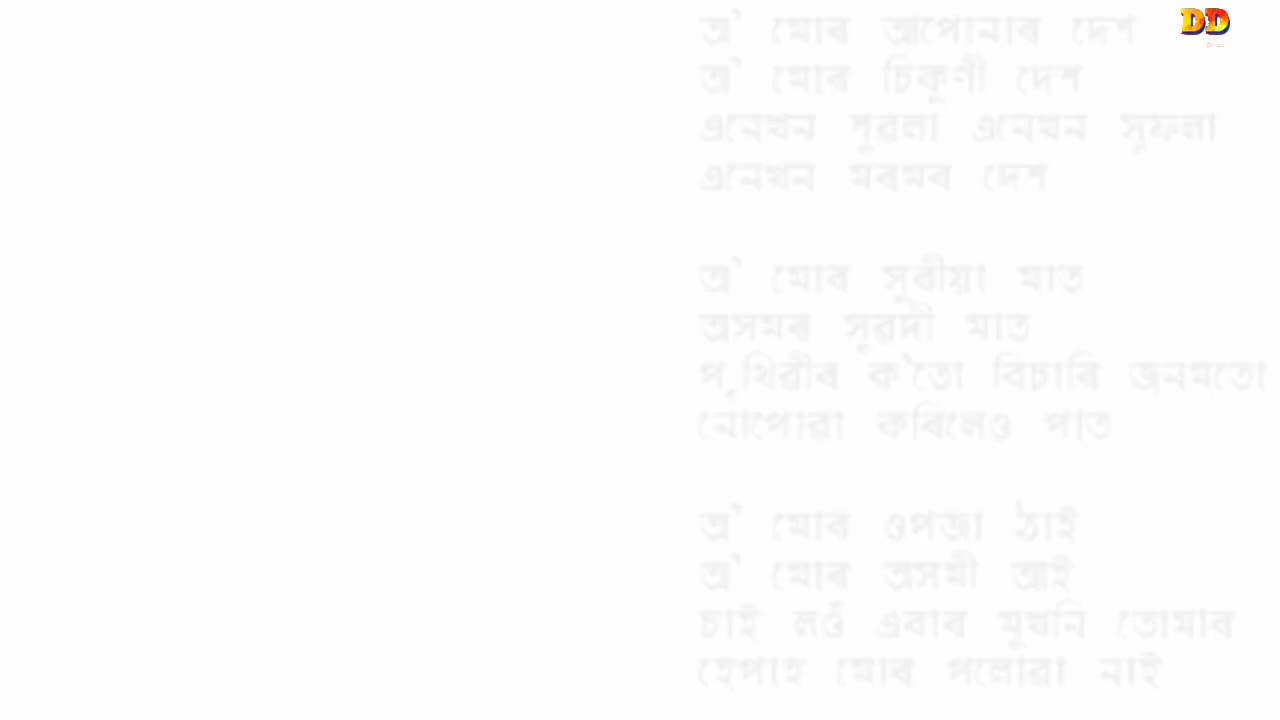 DD
অ' মোৰ আপোনাৰ দেশ
অ' মোৰ চিকুণী দেশ
এনেখন শুৱলা এনেখন সুফলা
এনেখন মৰমৰ দেশ
অ' মোৰ সুৰীয়া মাত
অসমৰ সুৱদী মাত
পৃথিৱীৰ ক'তো বিচাৰি জনমতো
নোপোৱা কৰিলেও পাত
অ' মোৰ ওপজা ঠাই
অ' মোৰ অসমী আই
চাই লওঁ এবাৰ মুখনি তোমাৰ
হেপাহ মোৰ পলোৱা নাই